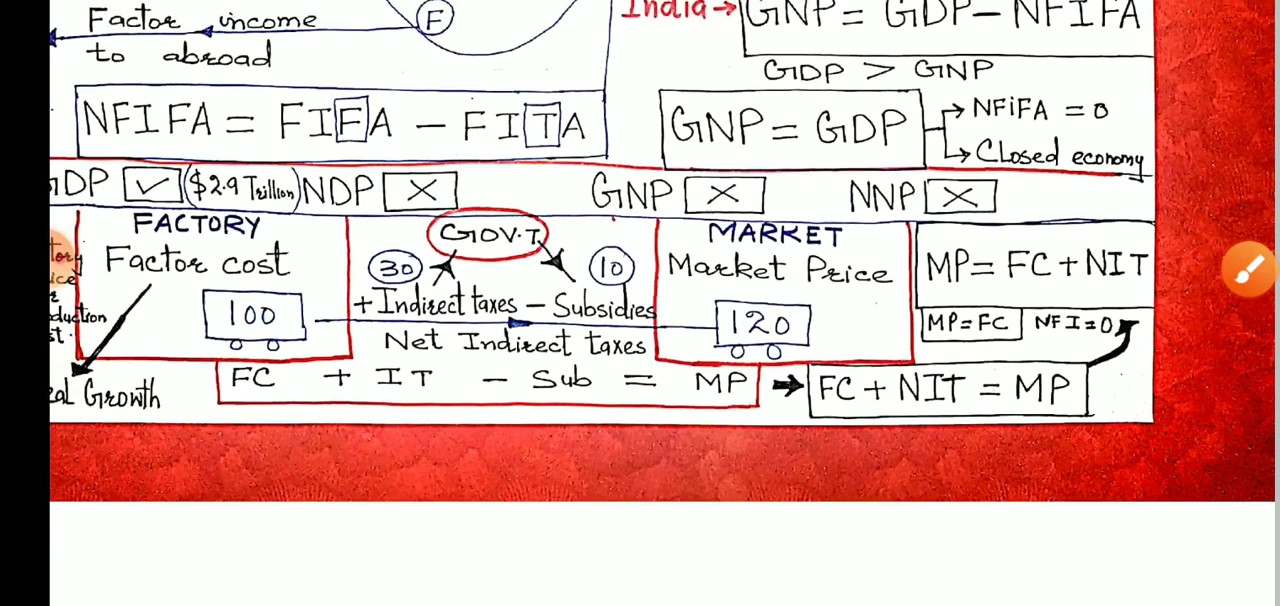 Factor income
to abroad
F
India → GNP = GDP - NFIFA
GDP > GNP
NFIFA = FIFA - FITA
GNP = GDP
→ NFiFA = 0
→ Closed economy
GDP ✓ ($2.9 Trillion) NDP X GNP X NNP X
FACTORY
Factor cost
100
GOV.T
30
10
+ Indirect taxes - Subsidies
Net Indirect taxes
MARKET
Market Price
120
MP = FC + NIT
MP = FC NFI = 0
FC + IT - Sub = MP → FC + NIT = MP
Growth